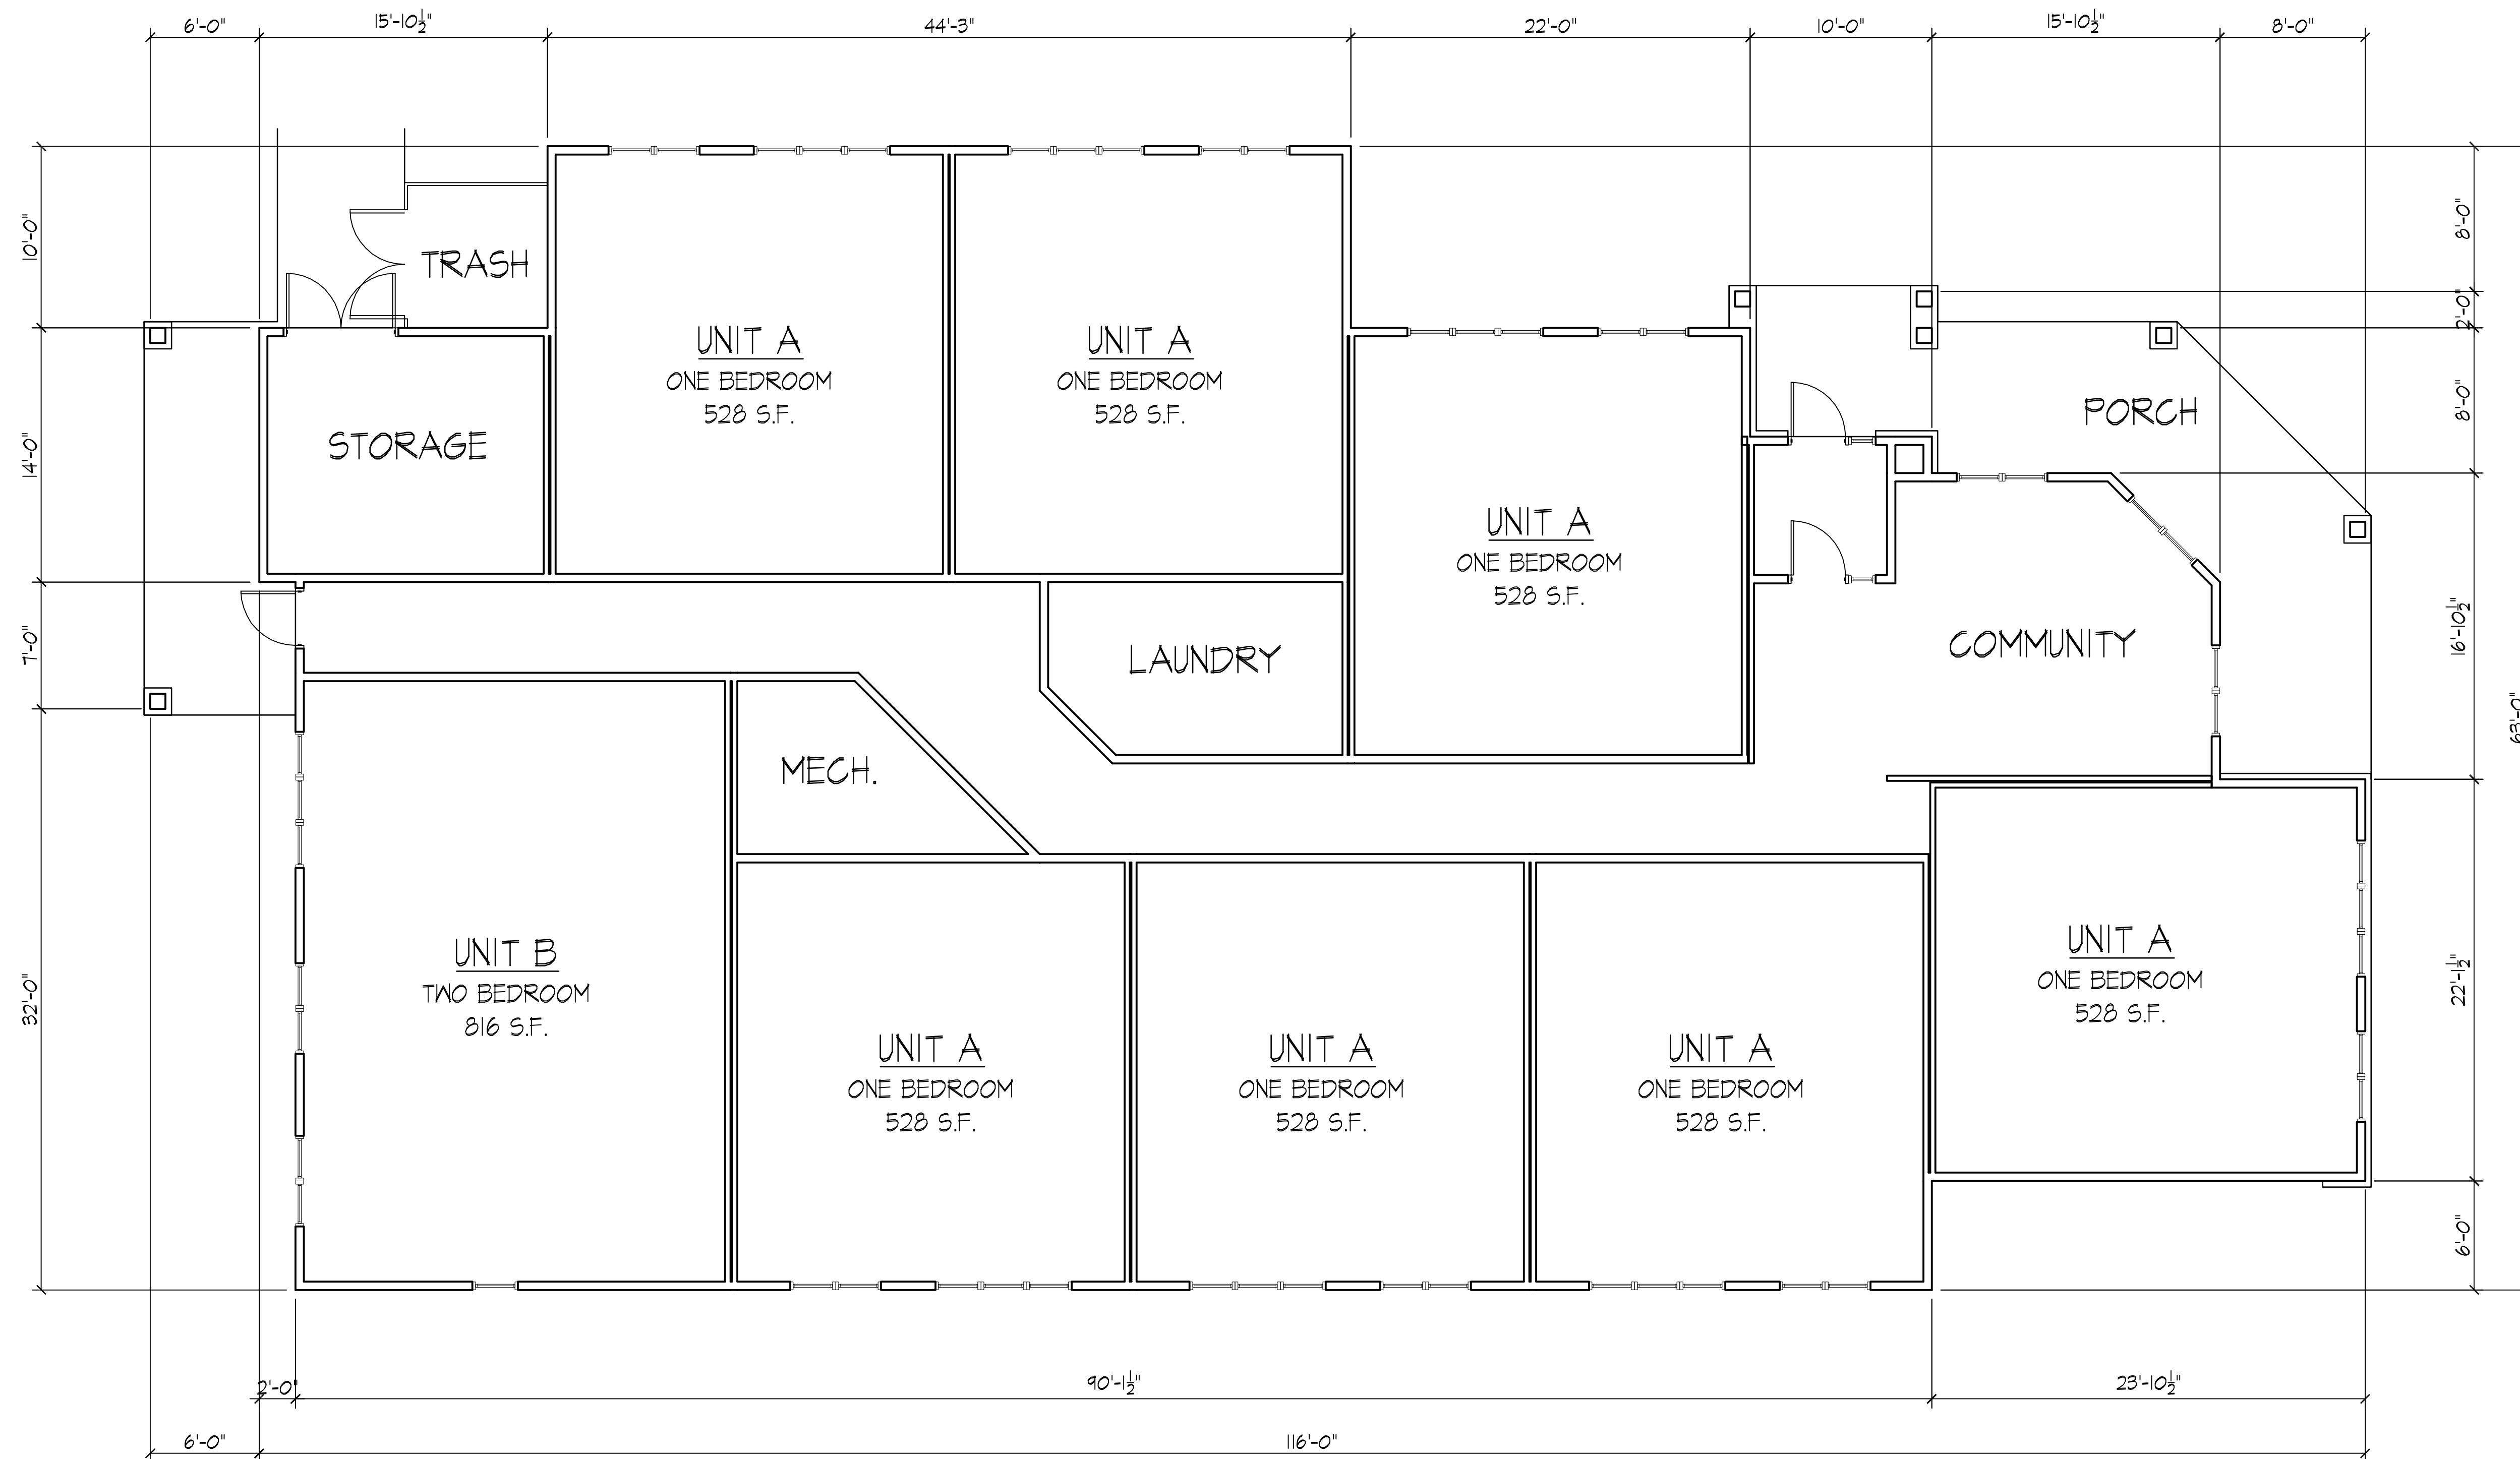 6'-0" 15'-10½" 44'-3" 22'-0" 10'-0" 15'-10½" 8'-0"
10'-0"
14'-0"
7'-0"
32'-0"
TRASH
STORAGE
UNIT A
ONE BEDROOM
528 S.F.
UNIT A
ONE BEDROOM
528 S.F.
UNIT A
ONE BEDROOM
528 S.F.
PORCH
COMMUNITY
LAUNDRY
MECH.
UNIT B
TWO BEDROOM
816 S.F.
UNIT A
ONE BEDROOM
528 S.F.
UNIT A
ONE BEDROOM
528 S.F.
UNIT A
ONE BEDROOM
528 S.F.
UNIT A
ONE BEDROOM
528 S.F.
8'-0"
2'-0"
8'-0"
16'-10½"
22'-1½"
6'-0"
63'-0"
2'-0" 90'-1½" 23'-10½"
6'-0" 116'-0"